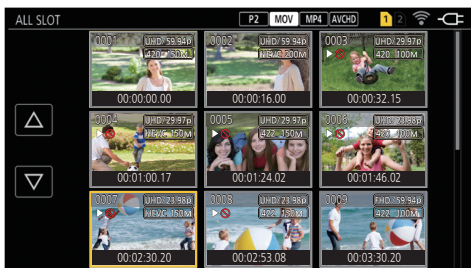 ALL SLOT P2 MOV MP4 AVCHD 1 2
0001 UHD/59.94p
420 150M
00:00:00.00
0002 UHD/59.94p
HEVC 200M
00:00:16.00
0003 UHD/29.97p
420 100M
00:00:32.15
0004 UHD/29.97p
HEVC 150M
00:01:00.17
0005 UHD/29.97p
422 150M
00:01:24.02
0006 UHD/23.98p
422 100M
00:01:46.02
0007 UHD/23.98p
HEVC 150M
00:02:30.20
0008 UHD/23.98p
422 150M
00:02:53.08
0009 FHD/59.94p
422 100M
00:03:30.20